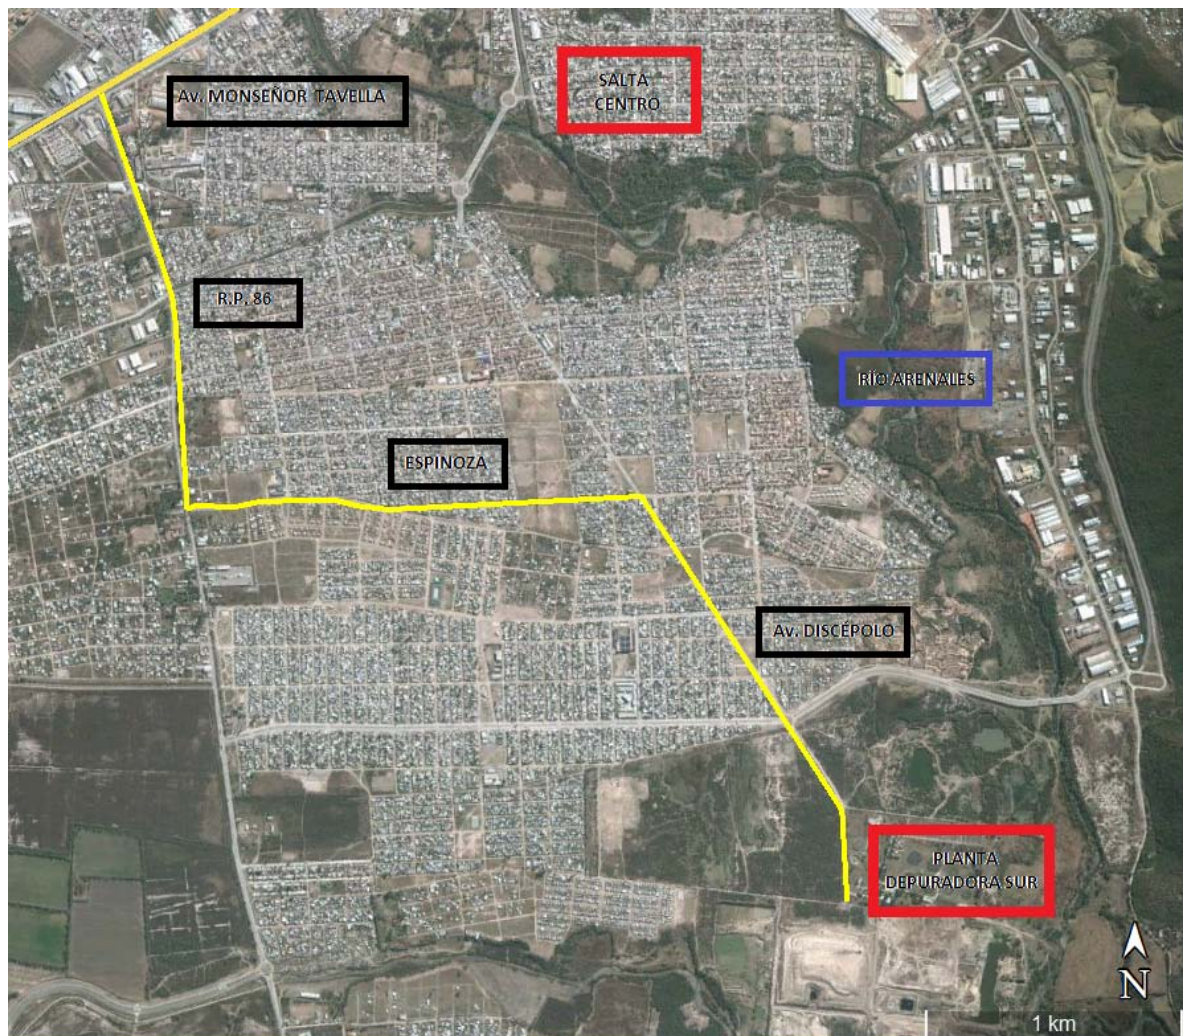 SALTA
CENTRO
Av. MONSEÑOR TAVELLA
R.P. 86
RÍO ARENALES
ESPINOZA
Av. DISCÉPOLO
PLANTA
DEPURADORA SUR
N
1 km